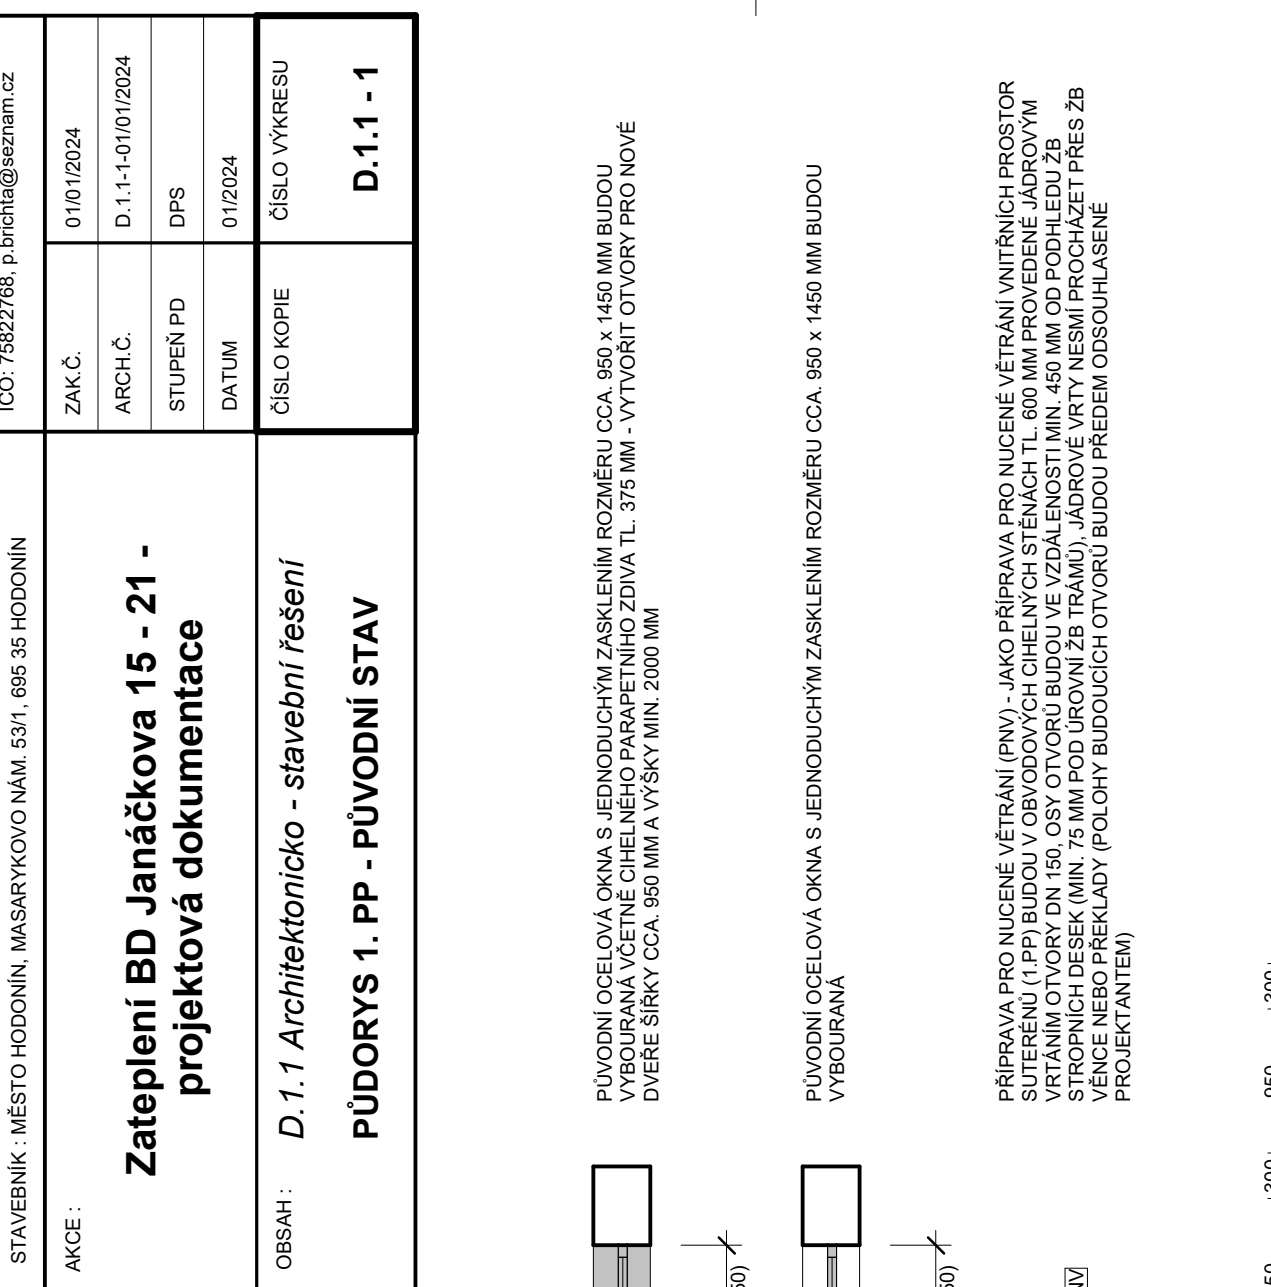 IČO: 75822768, p.brichta@seznam.cz
STAVEBNÍK : MĚSTO HODONÍN, MASARYKOVO NÁM. 53/1, 695 35 HODONÍN
AKCE :
Zateplení BD Janáčkova 15 - 21 -
projektová dokumentace
ZAK.Č. 01/01/2024
ARCH.Č. D.1.1-1-01/01/2024
STUPEŇ PD DPS
DATUM 01/2024
OBSAH :
D.1.1 Architektonicko - stavební řešení
PŮDORYS 1. PP - PŮVODNÍ STAV
ČÍSLO KOPIE
ČÍSLO VÝKRESU
D.1.1 - 1
PŮVODNÍ OCELOVÁ OKNA S JEDNODUCHÝM ZASKLENÍM ROZMĚRU CCA. 950 x 1450 MM BUDOU
VYBOURANÁ VČETNĚ CIHELNÉHO PARAPETNÍHO ZDIVA TL. 375 MM - VYTVOŘIT OTVORY PRO NOVÉ
DVEŘE ŠÍŘKY CCA. 950 MM A VÝŠKY MIN. 2000 MM
PŮVODNÍ OCELOVÁ OKNA S JEDNODUCHÝM ZASKLENÍM ROZMĚRU CCA. 950 x 1450 MM BUDOU
VYBOURANÁ
PŘÍPRAVA PRO NUCENÉ VĚTRÁNÍ (PNV) - JAKO PŘÍPRAVA PRO NUCENÉ VĚTRÁNÍ VNITŘNÍCH PROSTOR
SUTERÉNŮ (1.PP) BUDOU V OBVODOVÝCH CIHELNÝCH STĚNÁCH TL. 600 MM PROVEDENÉ JÁDROVÝM
VRTÁNÍM OTVORY DN 150, OSY OTVORŮ BUDOU VE VZDÁLENOSTI MIN. 450 MM OD PODHLEDU ŽB
STROPNÍCH DESEK (MIN. 75 MM POD ÚROVNÍ ŽB TRÁMŮ), JÁDROVÉ VRTY NESMÍ PROCHÁZET PŘES ŽB
VĚNCE NEBO PŘEKLADY (POLOHY BUDOUCÍCH OTVORŮ BUDOU PŘEDEM ODSOUHLASENÉ
PROJEKTANTEM)
50)
50)
NV
50
300
950
300